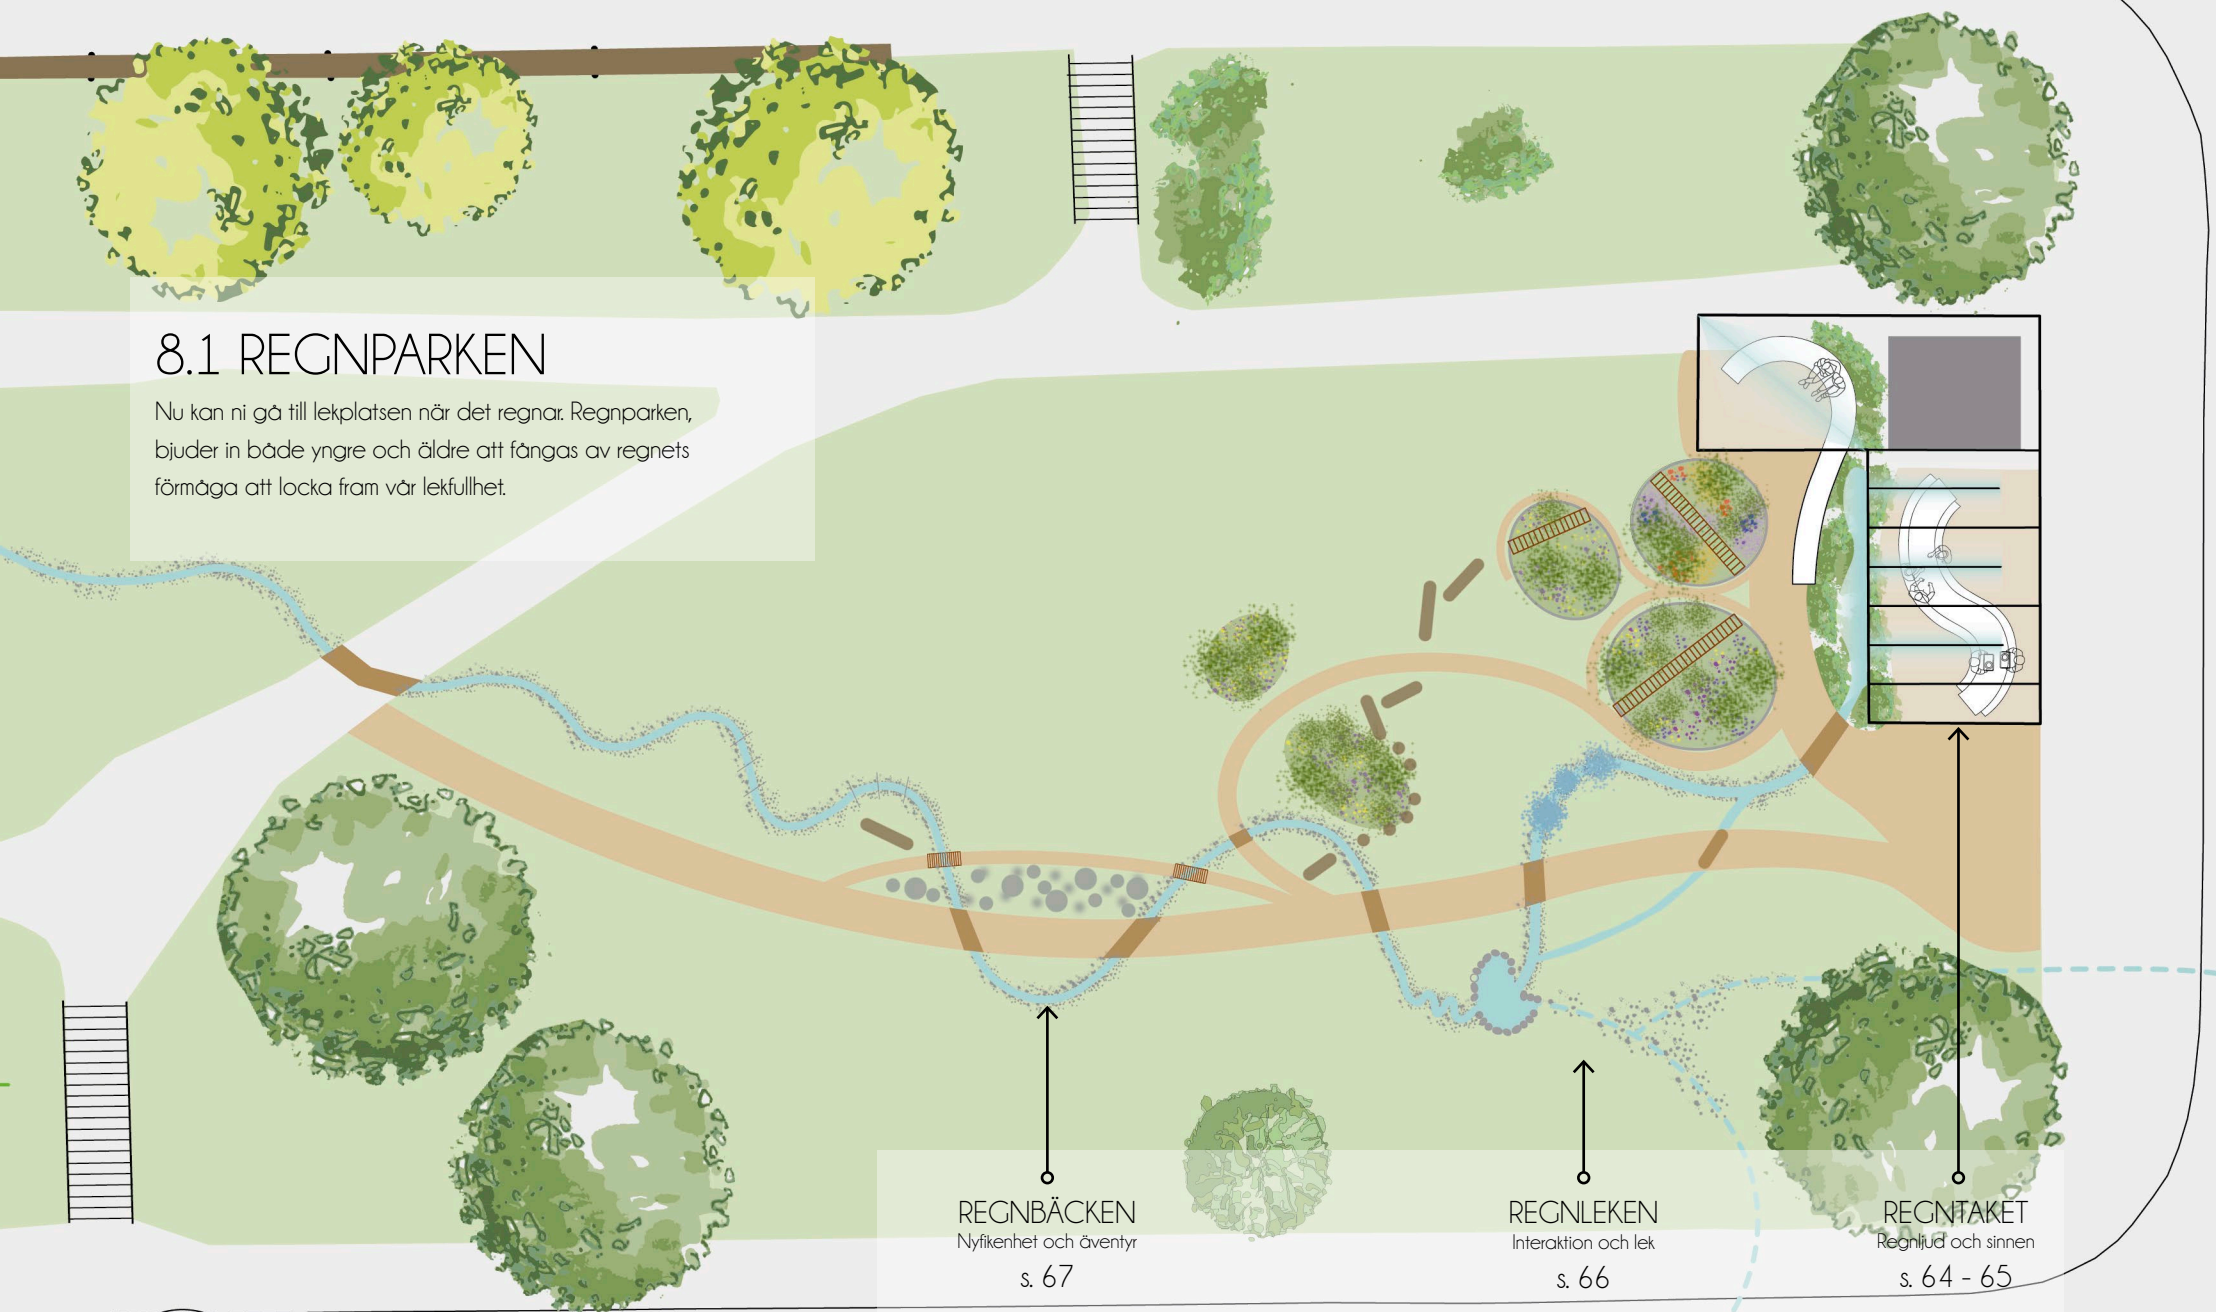 8.1 REGNPARKEN
Nu kan ni gå till lekplatsen när det regnar. Regnparken,
bjuder in både yngre och äldre att fångas av regnets
förmåga att locka fram vår lekfullhet.
REGNBÄCKEN
Nyfikenhet och äventyr
s. 67
REGNLEKEN
Interaktion och lek
s. 66
REGNTAKET
Regnljud och sinnen
s. 64 - 65